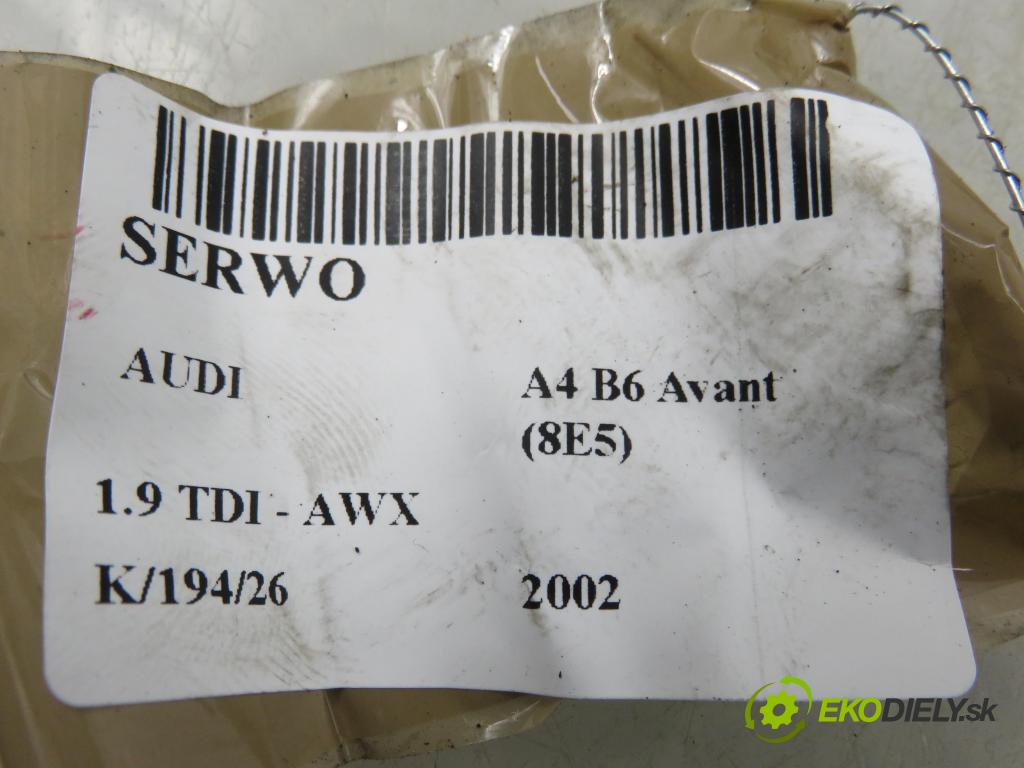 SERWO
AUDI
A4 B6 Avant
(8E5)
1.9 TDI - AWX
K/194/26
2002
EKODIELY.sk